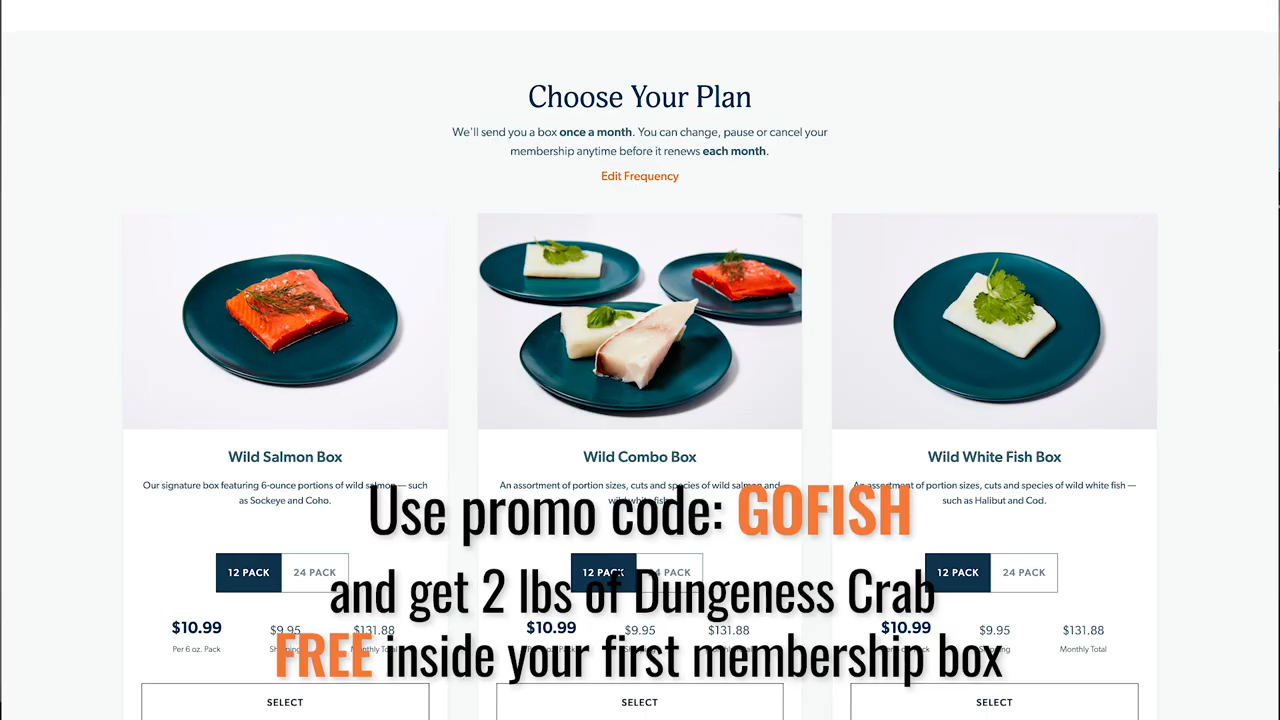 Choose Your Plan
We'll send you a box once a month. You can change, pause or cancel your
membership anytime before it renews each month.
Edit Frequency
Wild Salmon Box
Our signature box featuring 6-ounce portions of wild salmon — such
as Sockeye and Coho.
12 PACK 24 PACK
$10.99 $9.95 $131.88
Per 6 oz. Pack Shipping Monthly Total
SELECT
Wild Combo Box
An assortment of portion sizes, cuts and species of wild salmon and
wild white fish.
12 PACK 24 PACK
$10.99 $9.95 $131.88
SELECT
Wild White Fish Box
An assortment of portion sizes, cuts and species of wild white fish —
such as Halibut and Cod.
12 PACK 24 PACK
$10.99 $9.95 $131.88
Monthly Total
SELECT
Use promo code: GOFISH
and get 2 lbs of Dungeness Crab
FREE inside your first membership box